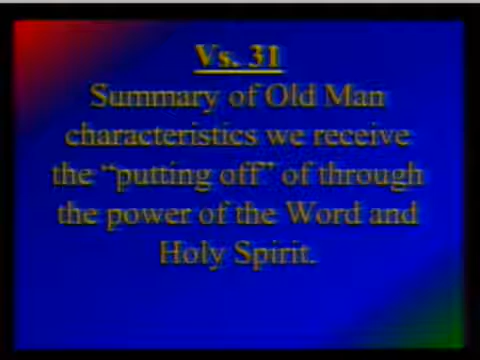 Vs. 31
Summary of Old Man
characteristics we receive
the “putting off” of through
the power of the Word and
Holy Spirit.